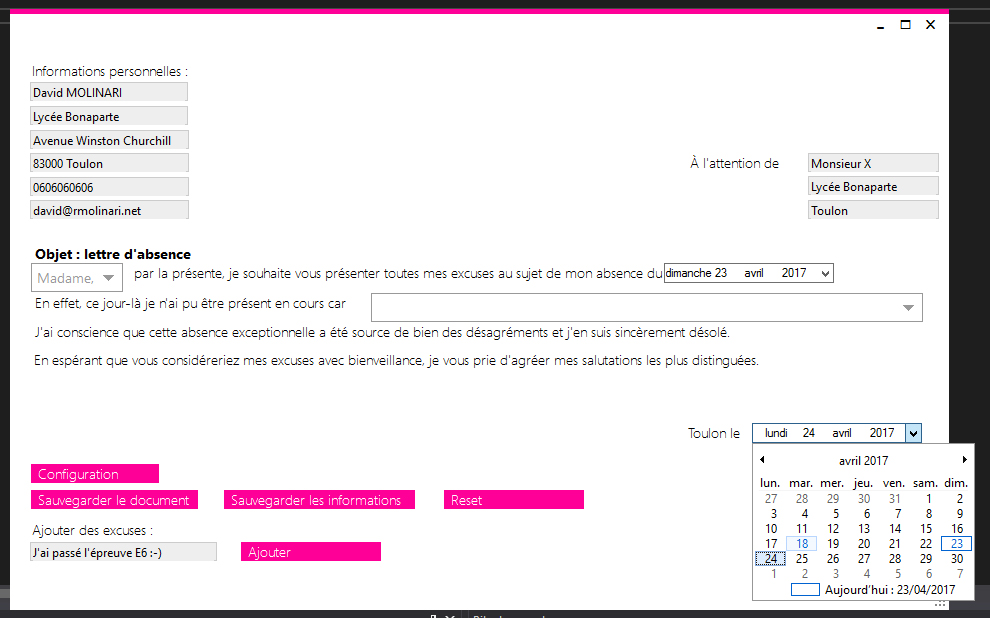 Informations personnelles :
David MOLINARI
Lycée Bonaparte
Avenue Winston Churchill
83000 Toulon
0606060606
david@rmolinari.net
À l'attention de
Monsieur X
Lycée Bonaparte
Toulon
Objet : lettre d'absence
Madame, par la présente, je souhaite vous présenter toutes mes excuses au sujet de mon absence du dimanche 23 avril 2017
En effet, ce jour-là je n'ai pu être présent en cours car
J'ai conscience que cette absence exceptionnelle a été source de bien des désagréments et j'en suis sincèrement désolé.
En espérant que vous considéreriez mes excuses avec bienveillance, je vous prie d'agréer mes salutations les plus distinguées.
Toulon le lundi 24 avril 2017
Configuration
Sauvegarder le document Sauvegarder les informations Reset
Ajouter des excuses :
J'ai passé l'épreuve E6 :-) Ajouter
avril 2017
lun. mar. mer. jeu. ven. sam. dim.
27 28 29 30 31 1 2
3 4 5 6 7 8 9
10 11 12 13 14 15 16
17 18 19 20 21 22 23
24 25 26 27 28 29 30
1 2 3 4 5 6 7
Aujourd'hui : 23/04/2017